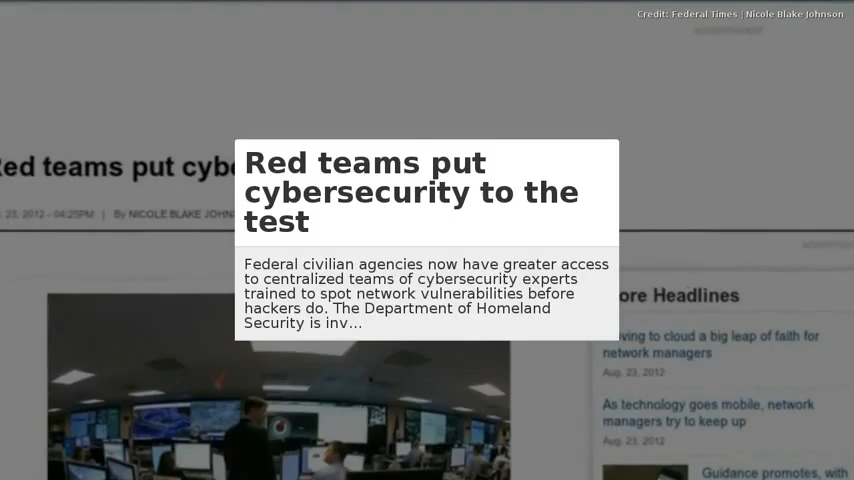 Credit: Federal Times | Nicole Blake Johnson
ADVERTISEMENT
Red teams put cybe
Red teams put
cybersecurity to the
test
23, 2012 - 04:25PM | By NICOLE BLAKE JOHN
Federal civilian agencies now have greater access
to centralized teams of cybersecurity experts
trained to spot network vulnerabilities before
hackers do. The Department of Homeland
Security is inv...
ore Headlines
ving to cloud a big leap of faith for
network managers
Aug. 23, 2012
As technology goes mobile, network
managers try to keep up
Aug. 23, 2012
Guidance promotes, with